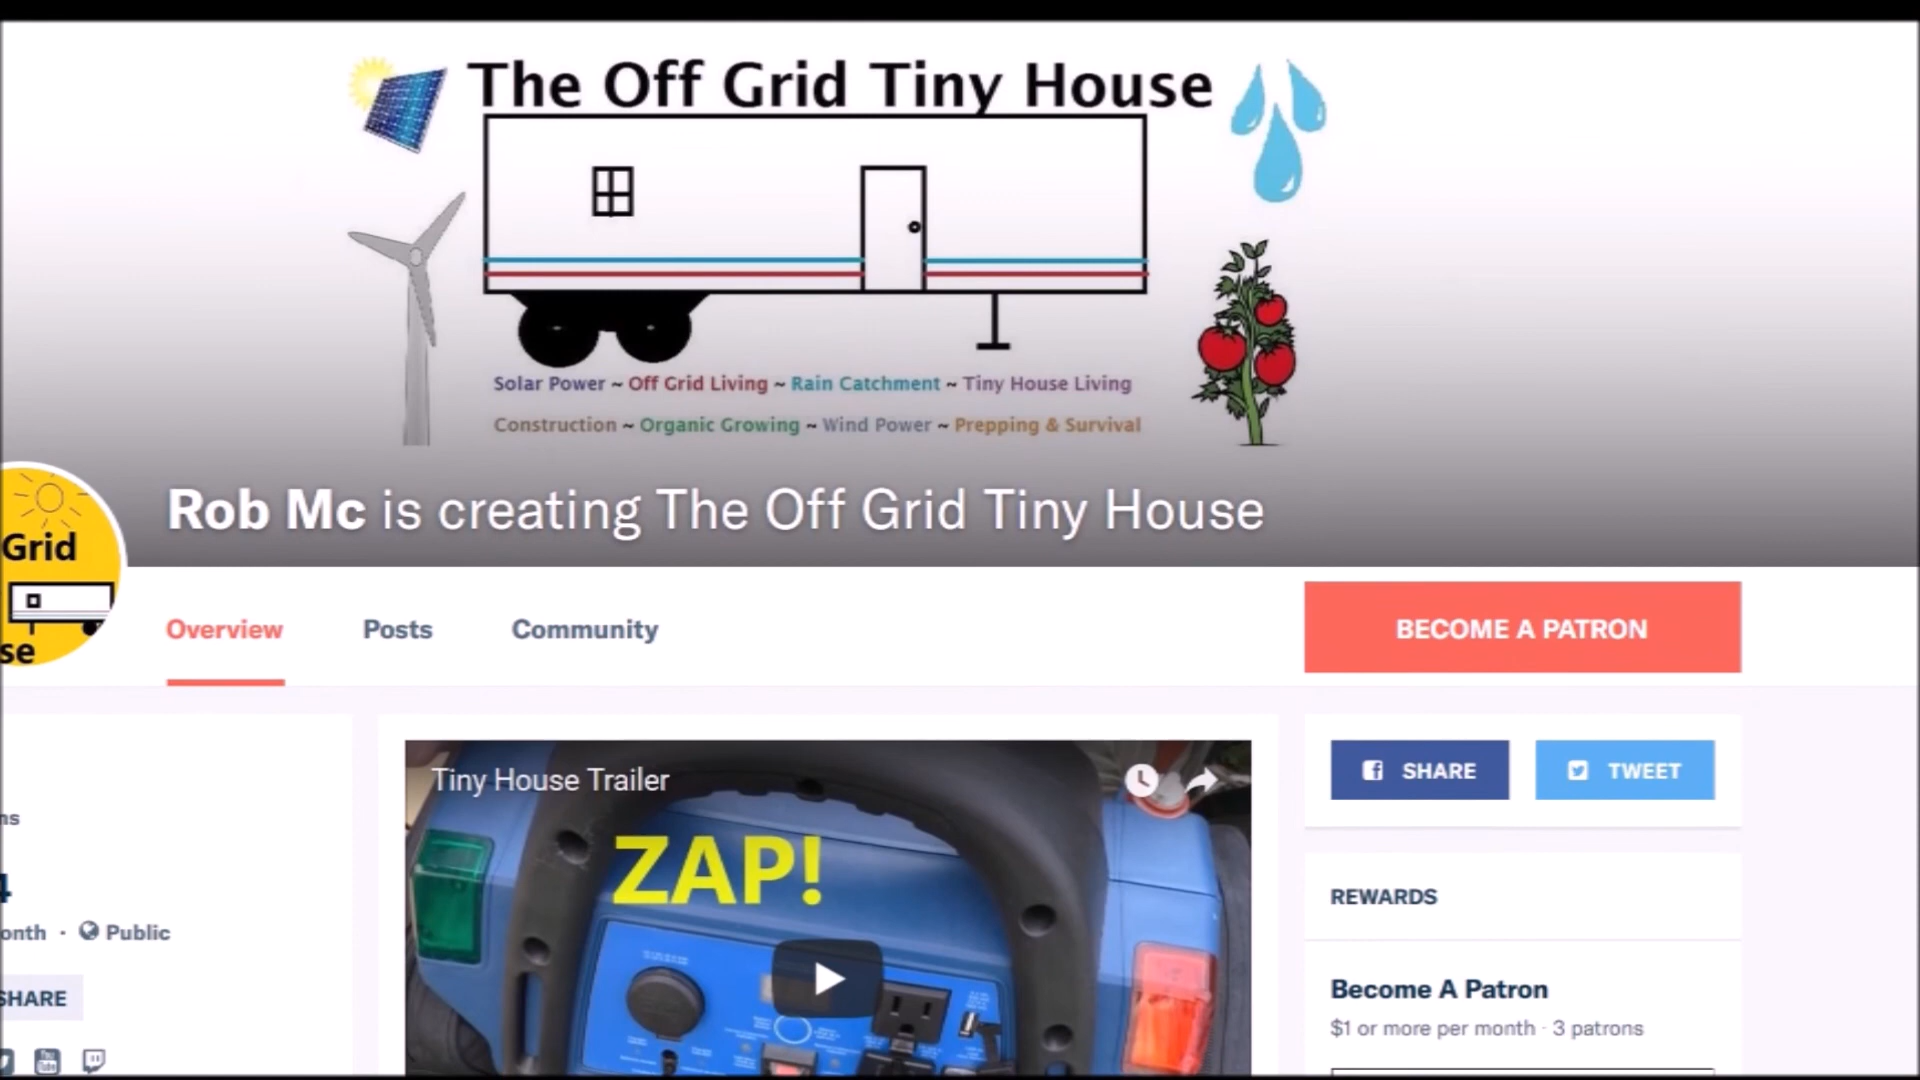 The Off Grid Tiny House
Solar Power ~ Off Grid Living ~ Rain Catchment ~ Tiny House Living
Construction ~ Organic Growing ~ Wind Power ~ Prepping & Survival
Rob Mc is creating The Off Grid Tiny House
Grid
se
Overview
Posts
Community
BECOME A PATRON
Tiny House Trailer
ZAP!
SHARE
TWEET
ns
4
onth · Public
SHARE
You Tube
REWARDS
Become A Patron
$1 or more per month · 3 patrons